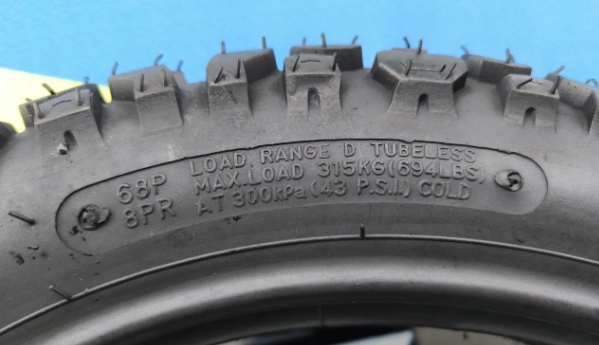 68P
8PR
LOAD RANGE D TUBELESS
MAX.LOAD 315KG(694LBS)
AT 300KPa(43 P.S.I.) COLD